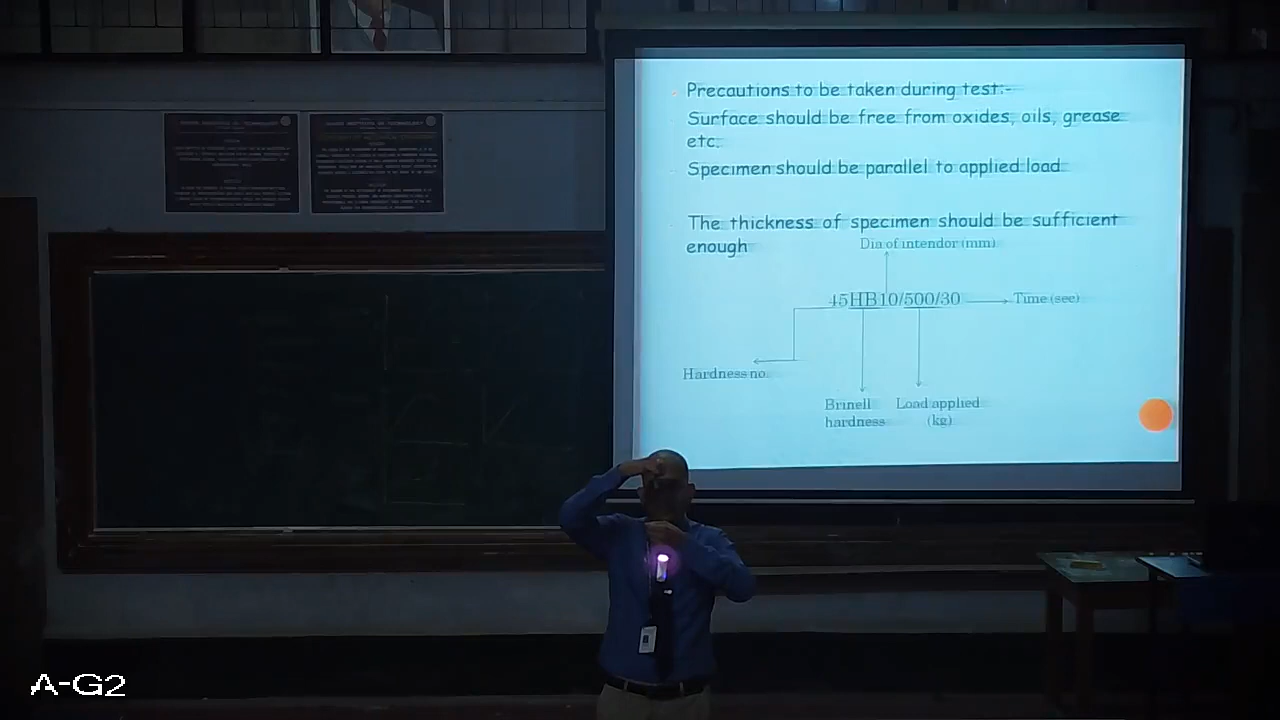 Precautions to be taken during test:-
Surface should be free from oxides, oils, grease
etc.
Specimen should be parallel to applied load
The thickness of specimen should be sufficient
enough
Dia of intendor (mm)
45HB10/500/30
Time (sec)
Hardness no.
Brinell
hardness
Load applied
(kg)
A-G2